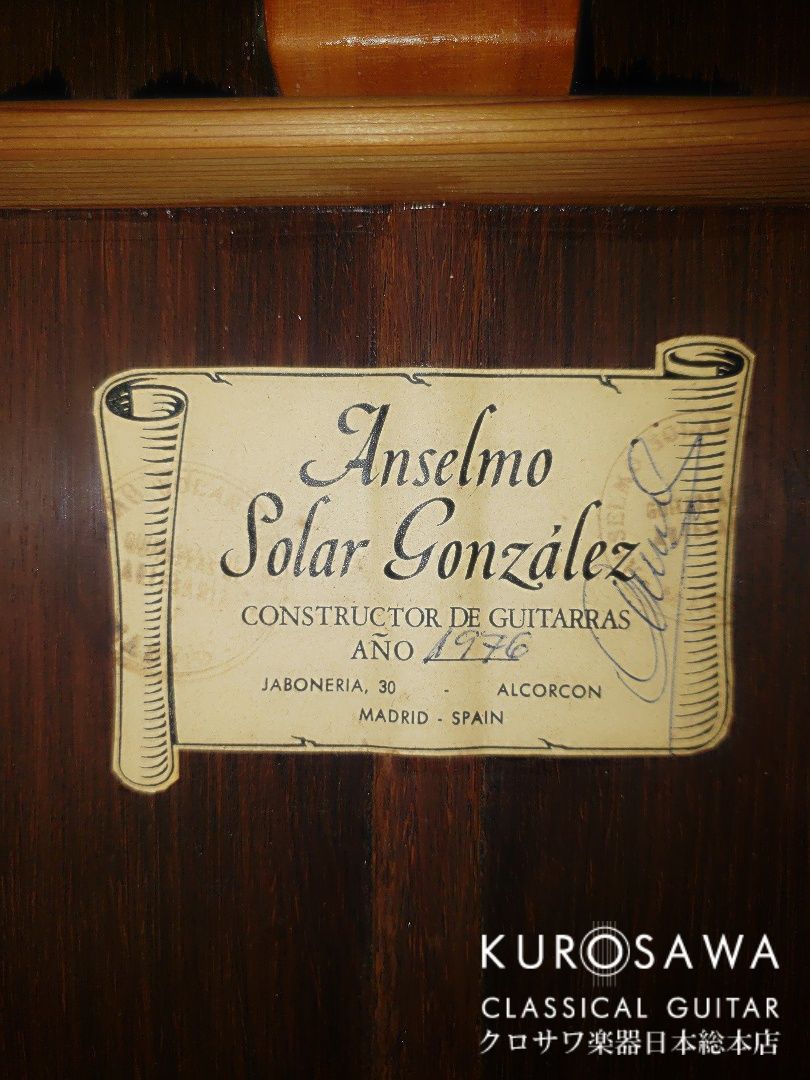 Anselmo
Solar González
CONSTRUCTOR DE GUITARRAS
AÑO 1976
JABONERIA, 30 - ALCORCON
MADRID - SPAIN
KUROSAWA
CLASSICAL GUITAR
クロサワ楽器日本総本店